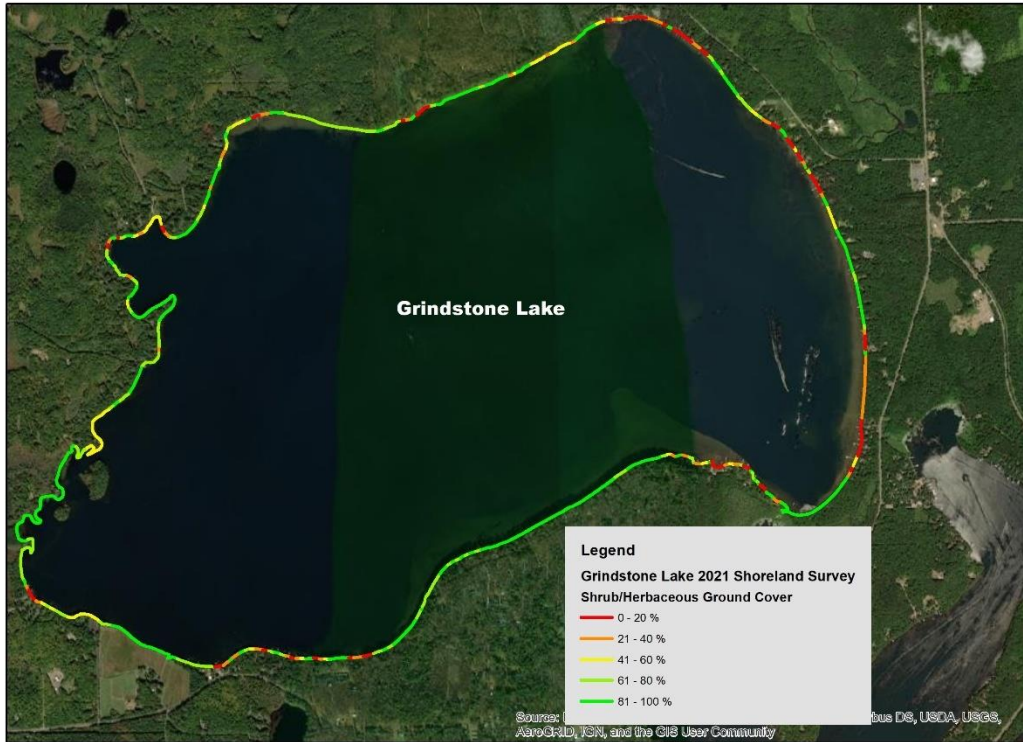 Grindstone Lake
Legend
Grindstone Lake 2021 Shoreland Survey
Shrub/Herbaceous Ground Cover
0 - 20 %
21 - 40 %
41 - 60 %
61 - 80 %
81 - 100 %
Source: DS, USDA, USGS,
AeroGRID, IGN, and the GIS User Community